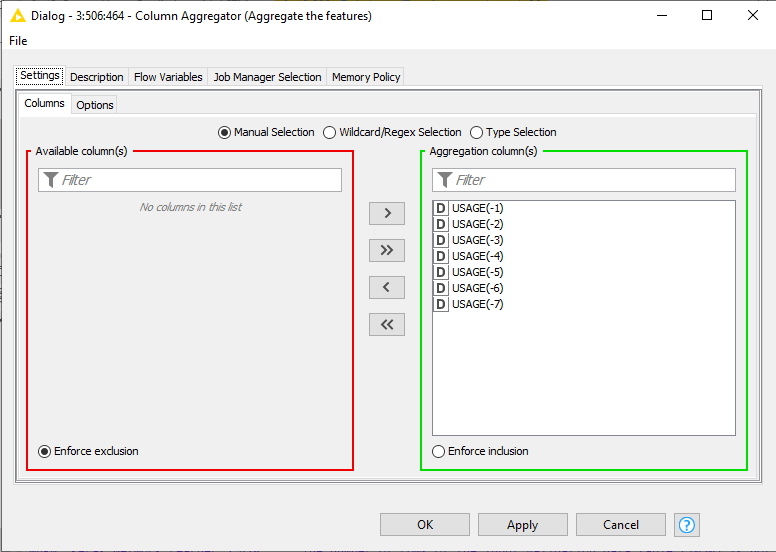 Dialog - 3:506:464 - Column Aggregator (Aggregate the features)
File
Settings Description Flow Variables Job Manager Selection Memory Policy
Columns Options
Manual Selection Wildcard/Regex Selection Type Selection
Available column(s)
Filter
No columns in this list
Enforce exclusion
>
>>
<
<<
Aggregation column(s)
Filter
D USAGE(-1)
D USAGE(-2)
D USAGE(-3)
D USAGE(-4)
D USAGE(-5)
D USAGE(-6)
D USAGE(-7)
Enforce inclusion
OK Apply Cancel ?